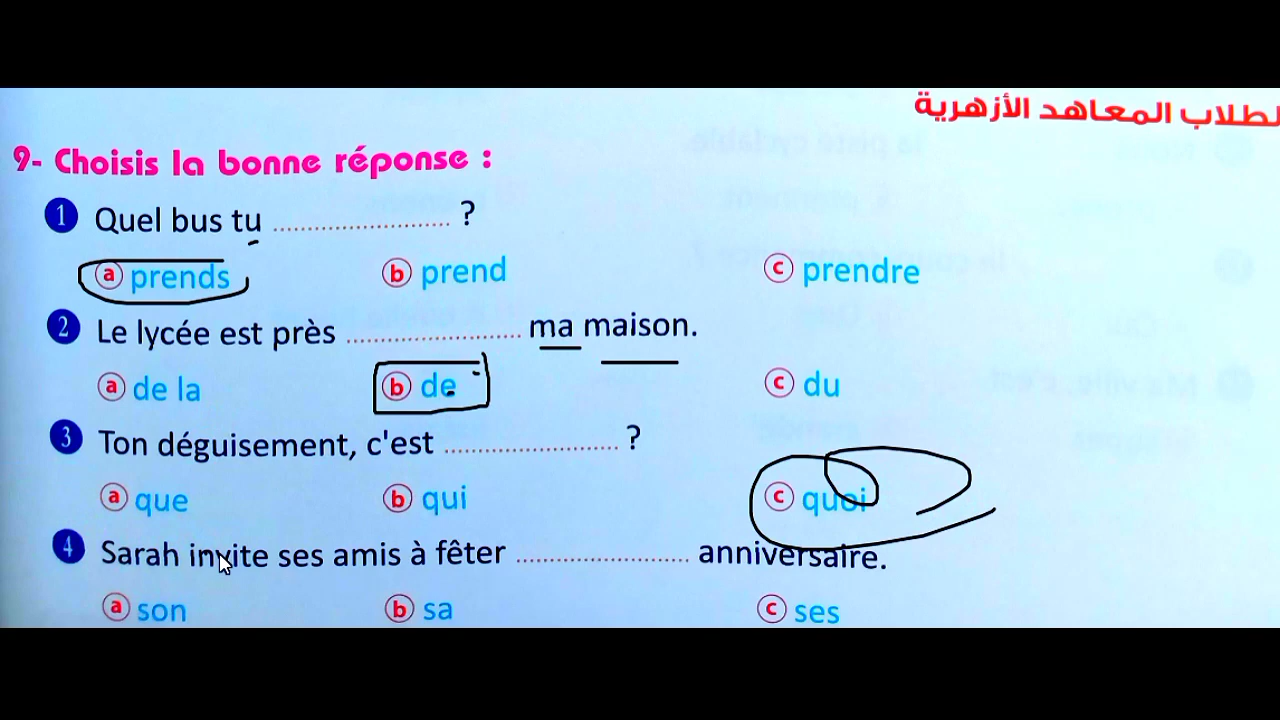 لطلاب المعاهد الأزهرية
9- Choisis la bonne réponse :
1 Quel bus tu ........................... ?
a prends b prend c prendre
2 Le lycée est près ........................... ma maison.
a de la b de c du
3 Ton déguisement, c'est ........................... ?
a que b qui c quoi
4 Sarah invite ses amis à fêter ........................... anniversaire.
a son b sa c ses